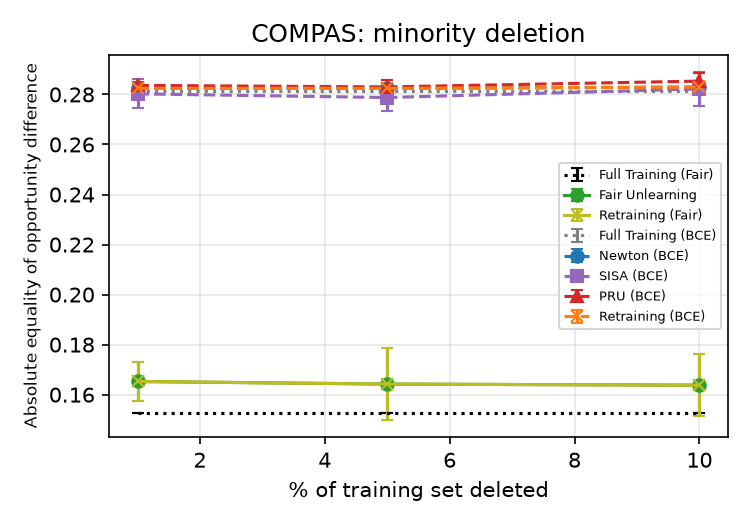 COMPAS: minority deletion
Absolute equality of opportunity difference
0.28
0.26
0.24
0.22
0.20
0.18
0.16
Full Training (Fair)
Fair Unlearning
Retraining (Fair)
Full Training (BCE)
Newton (BCE)
SISA (BCE)
PRU (BCE)
Retraining (BCE)
2 4 6 8 10
% of training set deleted